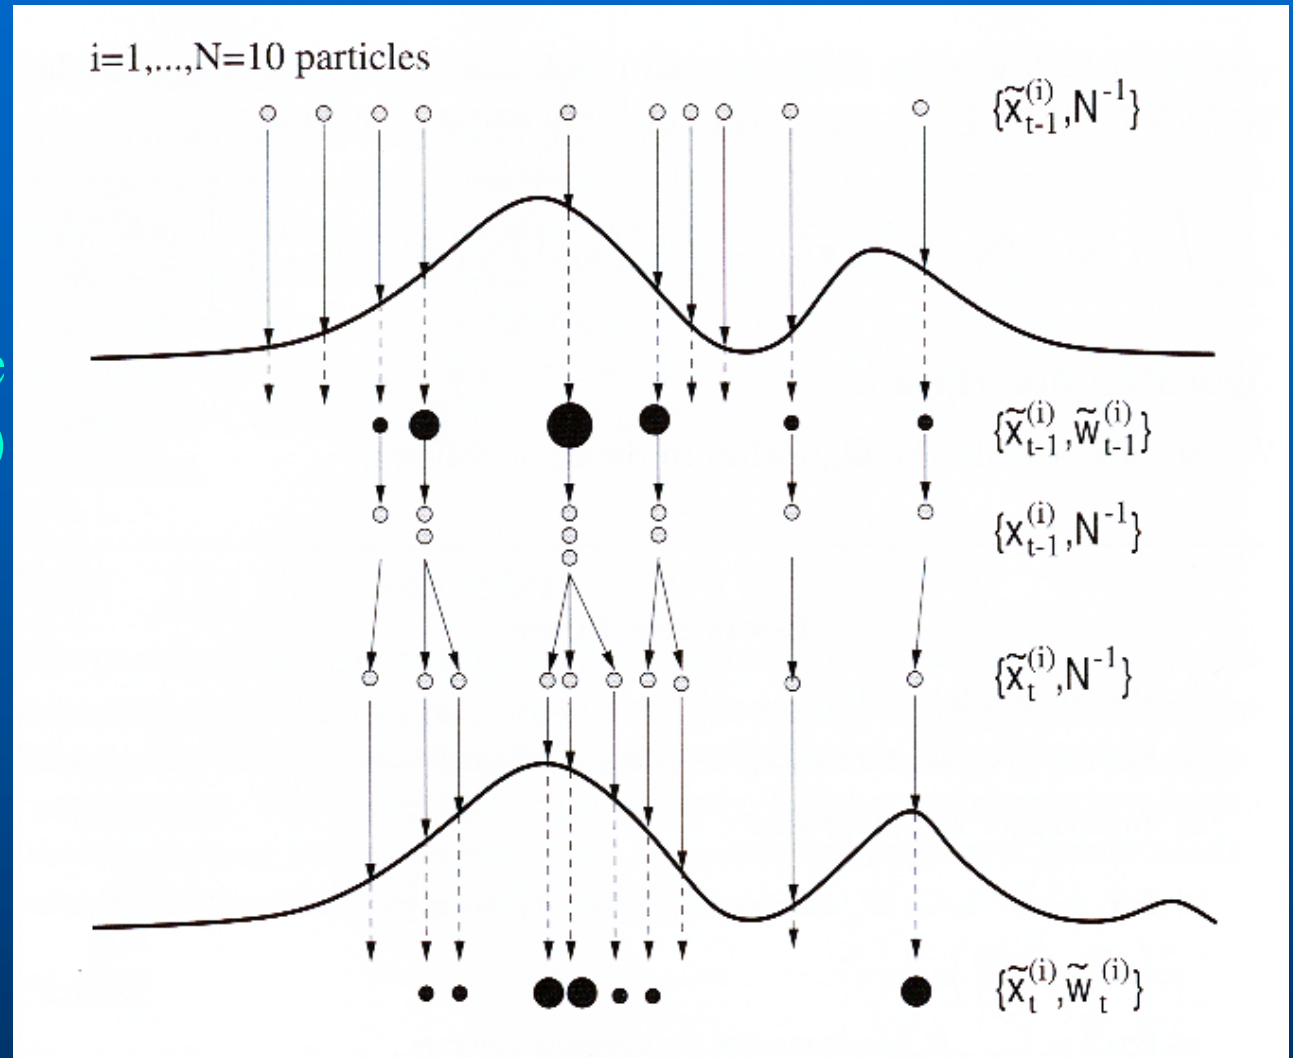 i=1,...,N=10 particles
{x̃_{t-1}^{(i)},N^{-1}}
{x̃_{t-1}^{(i)},w̃_{t-1}^{(i)}}
{x_{t-1}^{(i)},N^{-1}}
{x̃_t^{(i)},N^{-1}}
{x̃_t^{(i)},w̃_t^{(i)}}